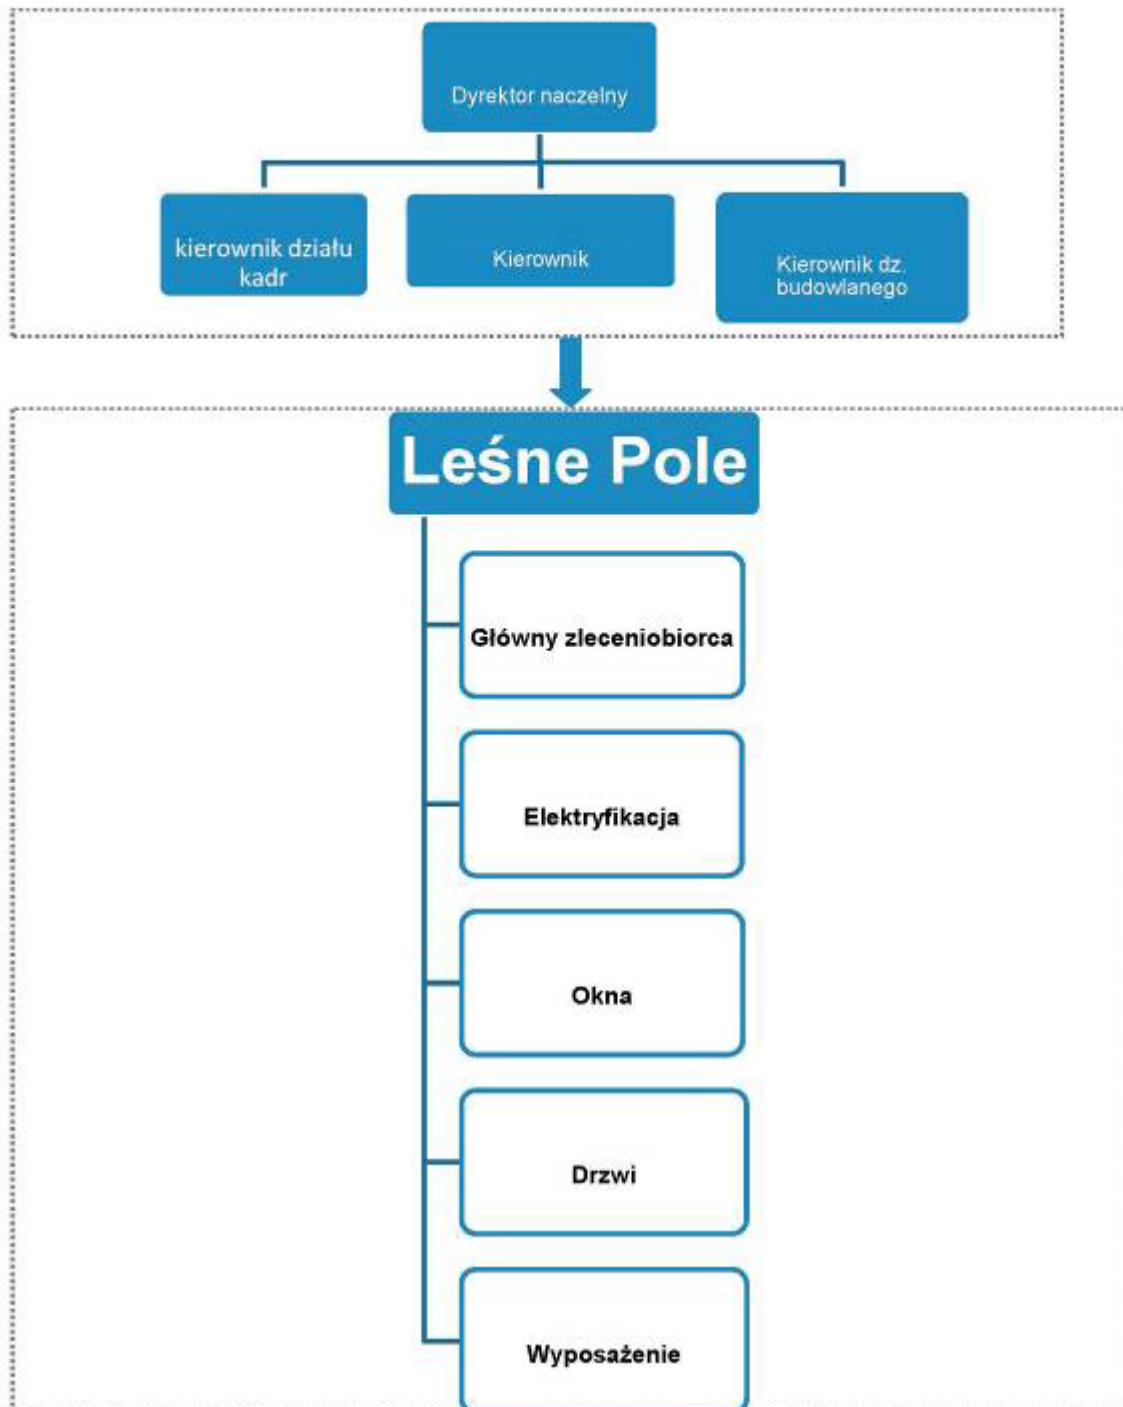 Dyrektor naczelny
kierownik działu
kadr
Kierownik
Kierownik dz.
budowlanego
Leśne Pole
Główny zleceniobiorca
Elektryfikacja
Okna
Drzwi
Wyposażenie